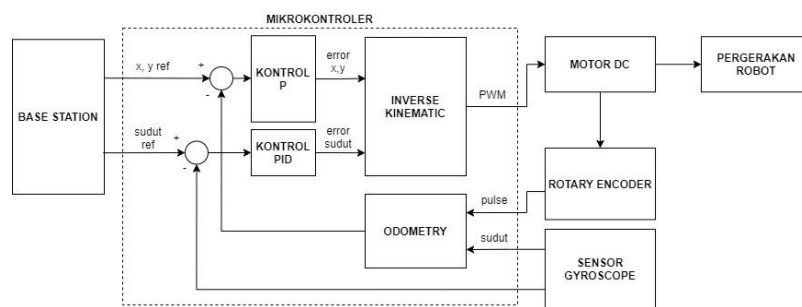 MIKROKONTROLER
BASE STATION
x, y ref
+
-
KONTROL
P
error
x,y
sudut
ref
+
-
KONTROL
PID
error
sudut
INVERSE
KINEMATIC
PWM
MOTOR DC
PERGERAKAN
ROBOT
ROTARY ENCODER
pulse
ODOMETRY
sudut
SENSOR
GYROSCOPE